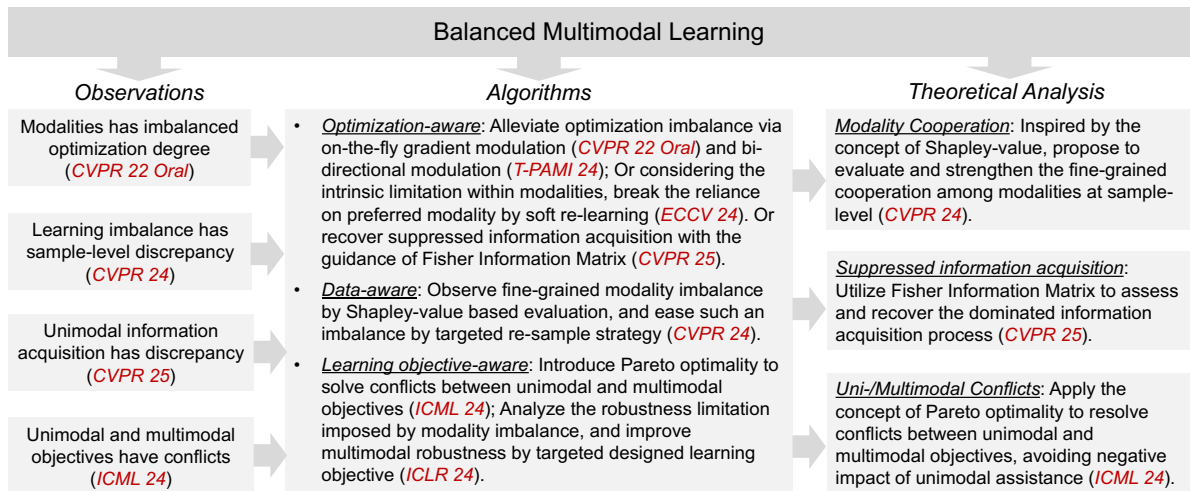 Balanced Multimodal Learning
Observations
Modalities has imbalanced
optimization degree
(CVPR 22 Oral)
Learning imbalance has
sample-level discrepancy
(CVPR 24)
Unimodal information
acquisition has discrepancy
(CVPR 25)
Unimodal and multimodal
objectives have conflicts
(ICML 24)
Algorithms
• Optimization-aware: Alleviate optimization imbalance via
on-the-fly gradient modulation (CVPR 22 Oral) and bi-
directional modulation (T-PAMI 24); Or considering the
intrinsic limitation within modalities, break the reliance
on preferred modality by soft re-learning (ECCV 24). Or
recover suppressed information acquisition with the
guidance of Fisher Information Matrix (CVPR 25).
• Data-aware: Observe fine-grained modality imbalance
by Shapley-value based evaluation, and ease such an
imbalance by targeted re-sample strategy (CVPR 24).
• Learning objective-aware: Introduce Pareto optimality to
solve conflicts between unimodal and multimodal
objectives (ICML 24); Analyze the robustness limitation
imposed by modality imbalance, and improve
multimodal robustness by targeted designed learning
objective (ICLR 24).
Theoretical Analysis
Modality Cooperation: Inspired by the
concept of Shapley-value, propose to
evaluate and strengthen the fine-grained
cooperation among modalities at sample-
level (CVPR 24).
Suppressed information acquisition:
Utilize Fisher Information Matrix to assess
and recover the dominated information
acquisition process (CVPR 25).
Uni-/Multimodal Conflicts: Apply the
concept of Pareto optimality to resolve
conflicts between unimodal and
multimodal objectives, avoiding negative
impact of unimodal assistance (ICML 24).